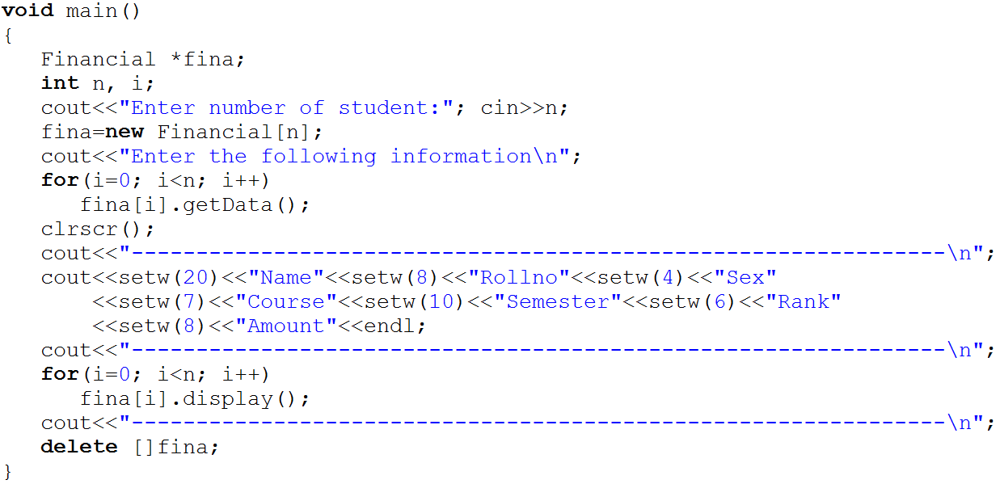 void main()
{
   Financial *fina;
   int n, i;
   cout<<"Enter number of student:"; cin>>n;
   fina=new Financial[n];
   cout<<"Enter the following information\n";
   for(i=0; i<n; i++)
      fina[i].getData();
   clrscr();
   cout<<"---------------------------------------------------------------\n";
   cout<<setw(20)<<"Name"<<setw(8)<<"Rollno"<<setw(4)<<"Sex"
       <<setw(7)<<"Course"<<setw(10)<<"Semester"<<setw(6)<<"Rank"
       <<setw(8)<<"Amount"<<endl;
   cout<<"---------------------------------------------------------------\n";
   for(i=0; i<n; i++)
      fina[i].display();
   cout<<"---------------------------------------------------------------\n";
   delete []fina;
}